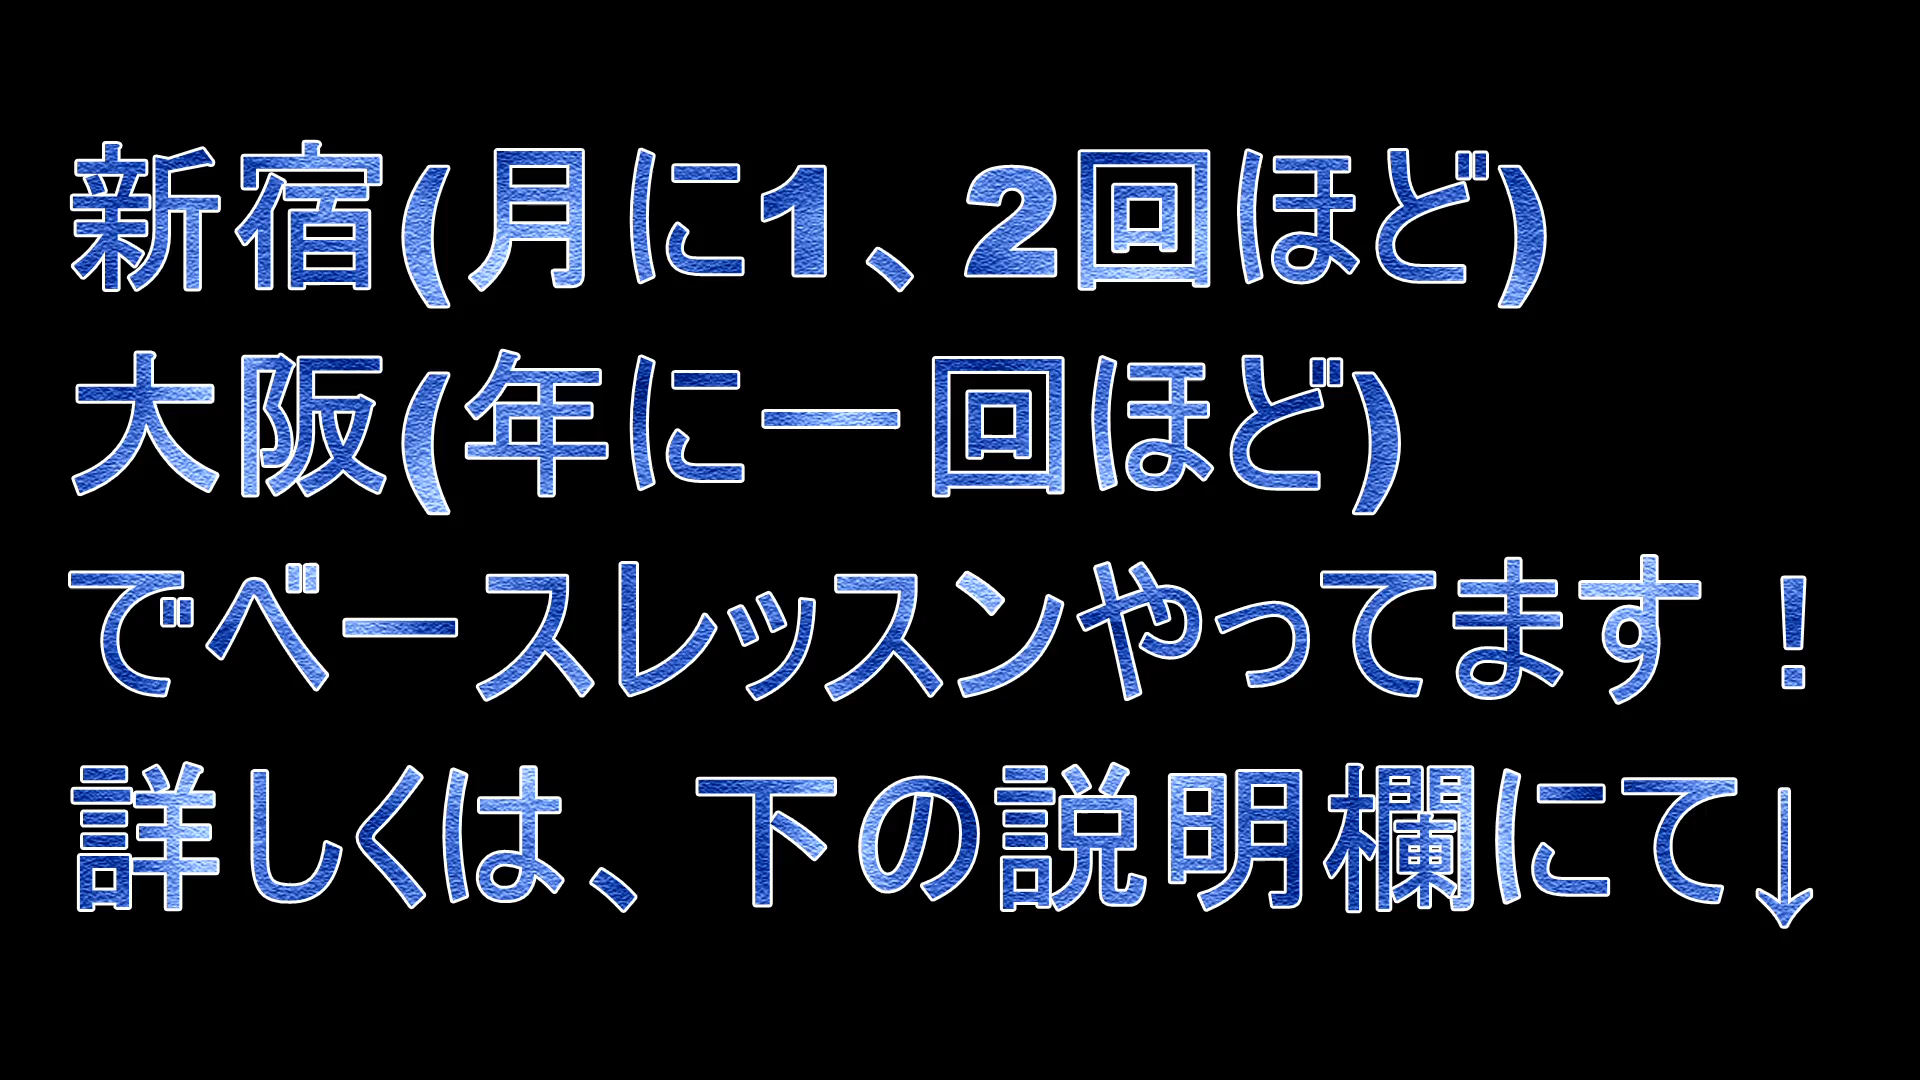 新宿(月に1、2回ほど)
大阪(年に一回ほど)
でベースレッスンやってます！
詳しくは、下の説明欄にて↓